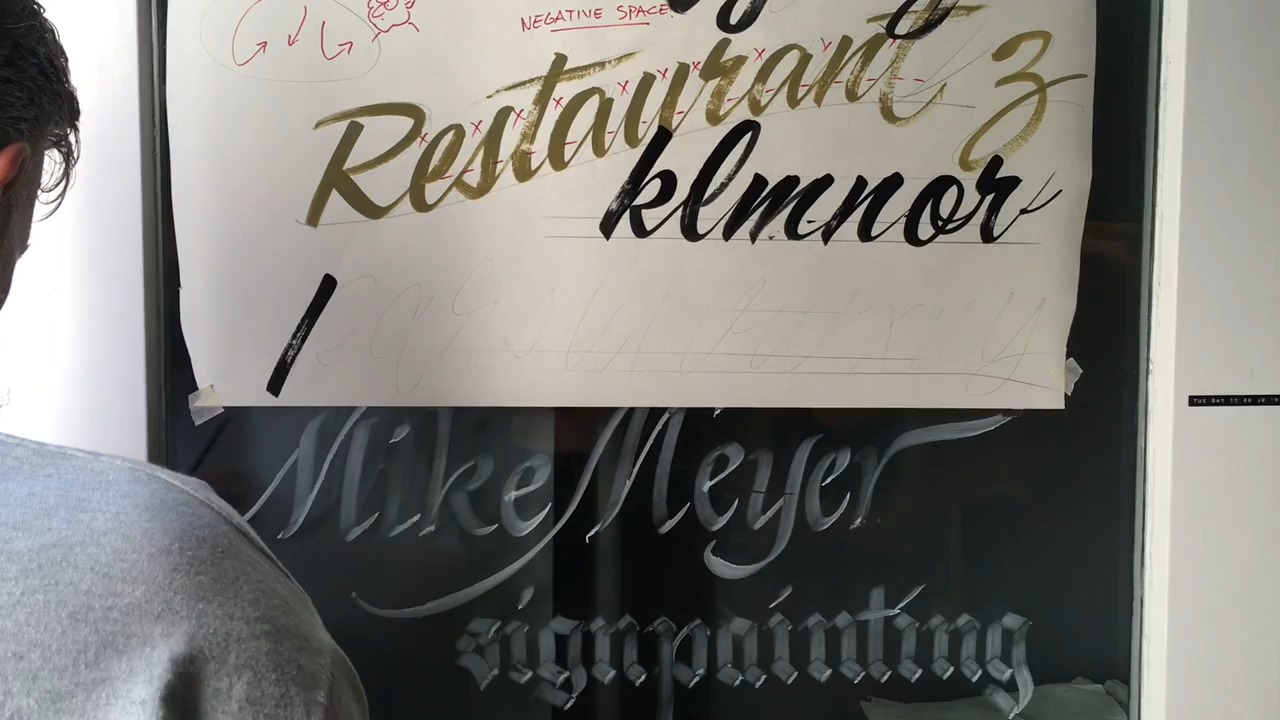 NEGATIVE SPACE!
Restaurant z
klmnor
Mike Meyer
signpainting